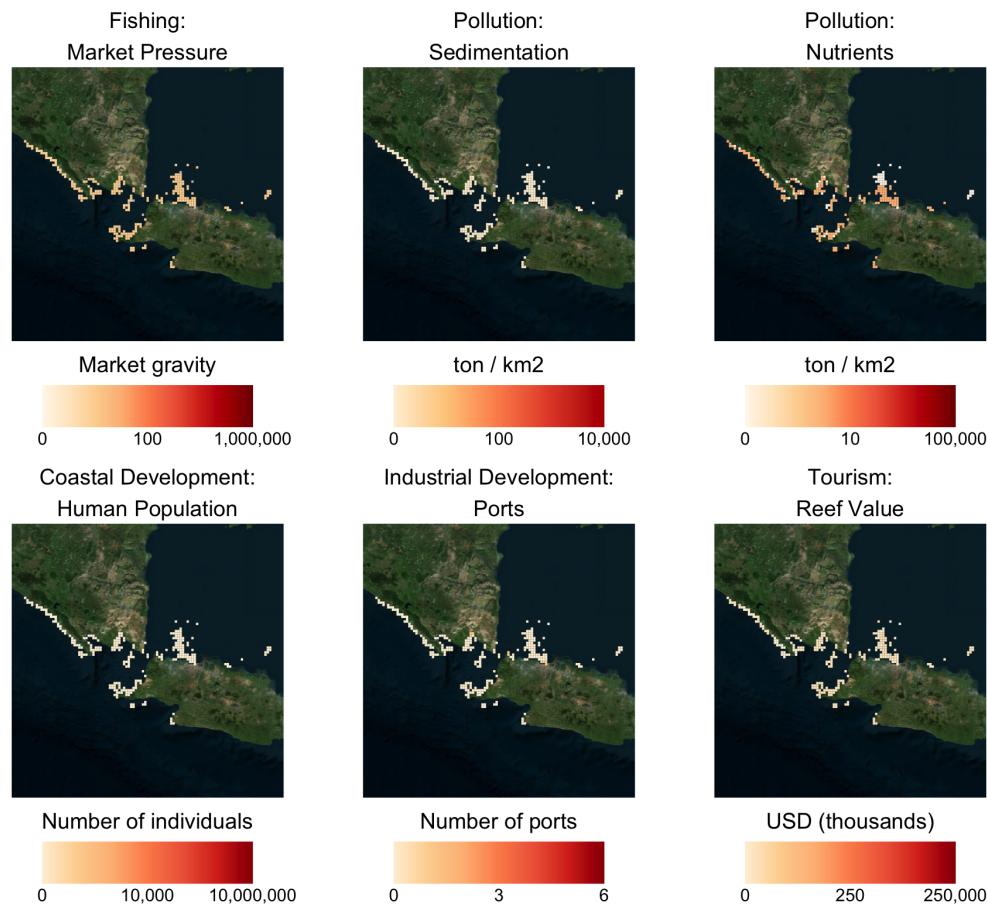 Fishing:
Market Pressure
Pollution:
Sedimentation
Pollution:
Nutrients
Market gravity
0 100 1,000,000
ton / km2
0 100 10,000
ton / km2
0 10 100,000
Coastal Development:
Human Population
Industrial Development:
Ports
Tourism:
Reef Value
Number of individuals
0 10,000 10,000,000
Number of ports
0 3 6
USD (thousands)
0 250 250,000